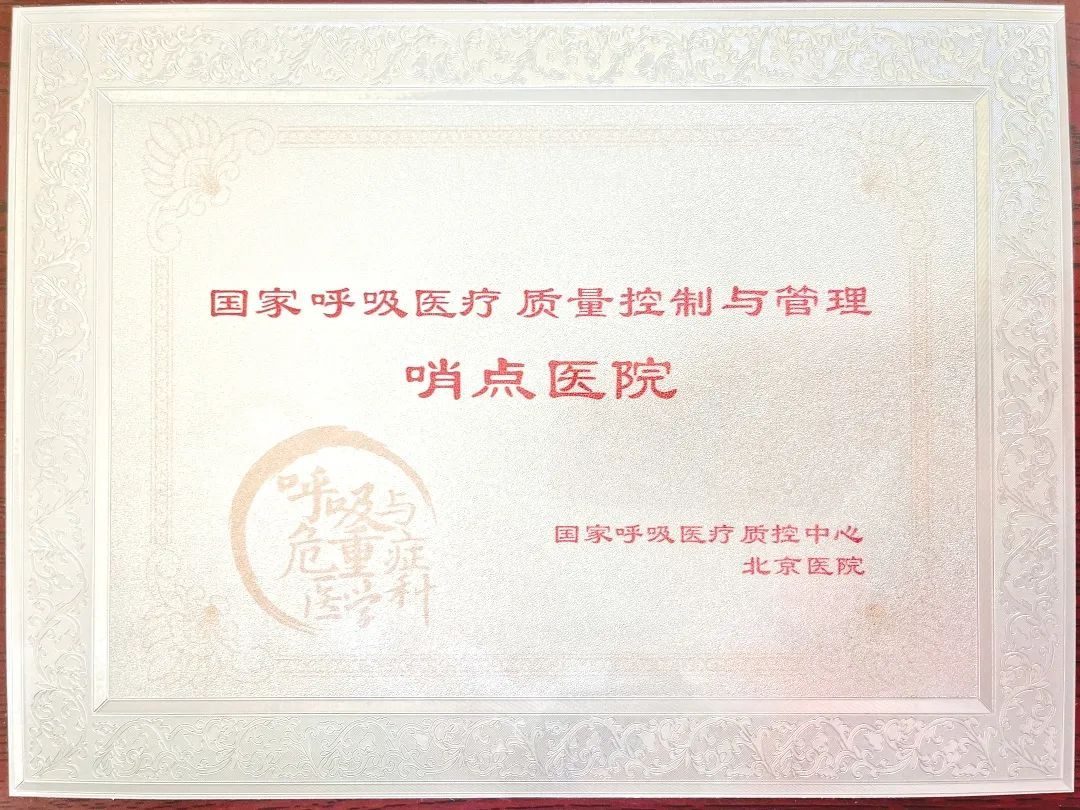 国家呼吸医疗 质量控制与管理
哨点医院
呼吸与
危重症
医学科
国家呼吸医疗质控中心
北京医院